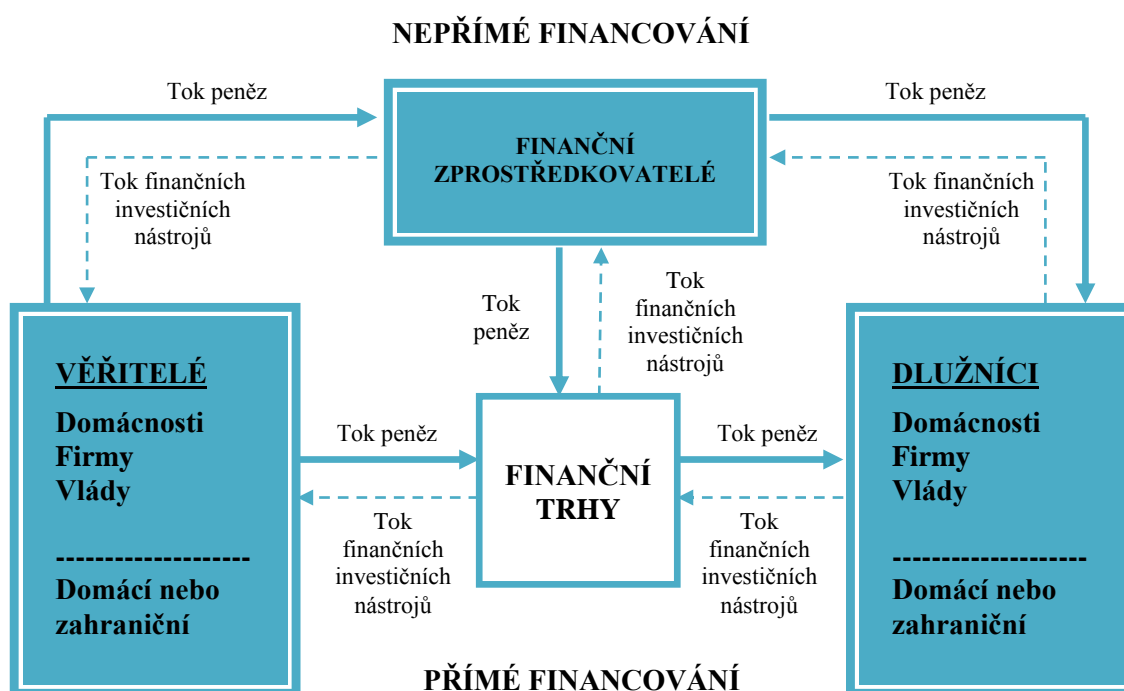 NEPŘÍMÉ FINANCOVÁNÍ
Tok peněz
Tok peněz
FINANČNÍ
ZPROSTŘEDKOVATELÉ
Tok finančních
investičních
nástrojů
Tok finančních
investičních
nástrojů
Tok
peněz
Tok
finančních
investičních
nástrojů
VĚŘITELÉ
Domácnosti
Firmy
Vlády
--------------------
Domácí nebo
zahraniční
Tok peněz
Tok
finančních
investičních
nástrojů
FINANČNÍ
TRHY
Tok peněz
Tok
finančních
investičních
nástrojů
DLUŽNÍCI
Domácnosti
Firmy
Vlády
--------------------
Domácí nebo
zahraniční
PŘÍMÉ FINANCOVÁNÍ